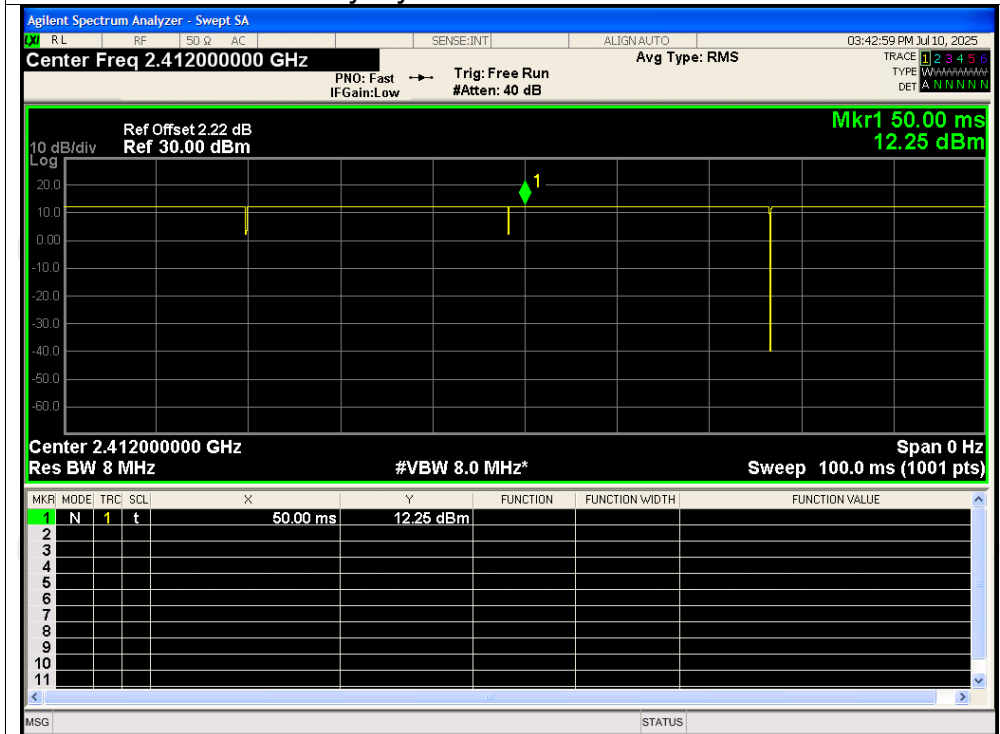 Agilent Spectrum Analyzer - Swept SA
LXI RL RF 50 Ω AC SENSE:INT ALIGN AUTO 03:42:59 PM Jul 10, 2025
Center Freq 2.412000000 GHz Avg Type: RMS TRACE 1 2 3 4 5 6
PNO: Fast Trig: Free Run TYPE WWWWWW
IFGain:Low #Atten: 40 dB DET A N N N N N
Mkr1 50.00 ms
Ref Offset 2.22 dB
10 dB/div Ref 30.00 dBm 12.25 dBm
Log
1
20.0
10.0
0.00
-10.0
-20.0
-30.0
-40.0
-50.0
-60.0
Center 2.412000000 GHz Span 0 Hz
Res BW 8 MHz #VBW 8.0 MHz* Sweep 100.0 ms (1001 pts)
MKR MODE TRC SCL X Y FUNCTION FUNCTION WIDTH FUNCTION VALUE
1 N 1 t 50.00 ms 12.25 dBm
2
3
4
5
6
7
8
9
10
11
MSG STATUS